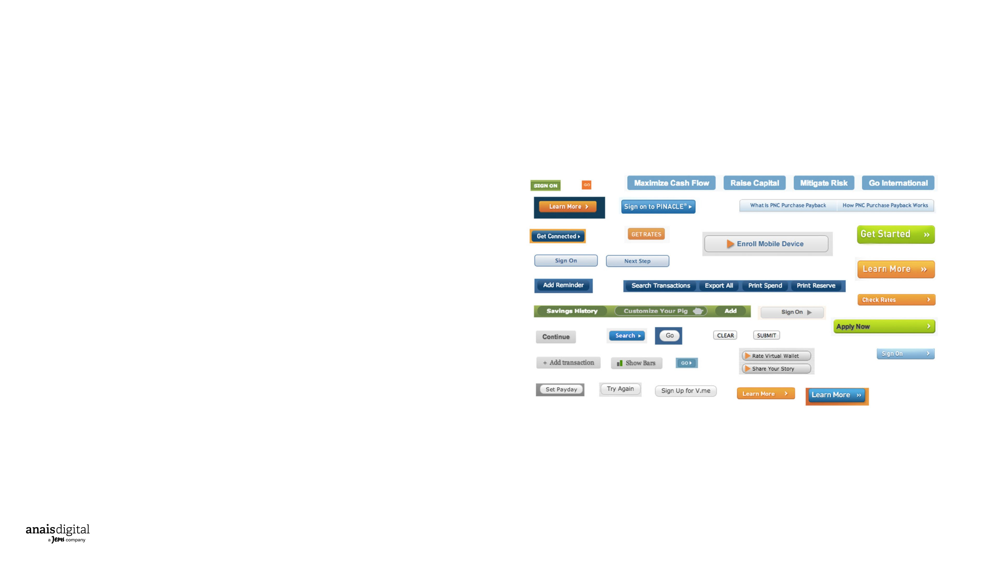 SIGN ON GO Maximize Cash Flow Raise Capital Mitigate Risk Go International
Learn More Sign on to PINACLE® What is PNC Purchase Payback How PNC Purchase Payback Works
Get Connected GET RATES Enroll Mobile Device Get Started
Sign On Next Step Learn More
Add Reminder Search Transactions Export All Print Spend Print Reserve
Check Rates
Savings History Customize Your Pig Add Sign On
Apply Now
Continue Search Go CLEAR SUBMIT
Rate Virtual Wallet Sign On
+ Add transaction Show Bars GO
Share Your Story
Set Payday Try Again Sign Up for V.me Learn More Learn More
anaisdigital
a Jems company